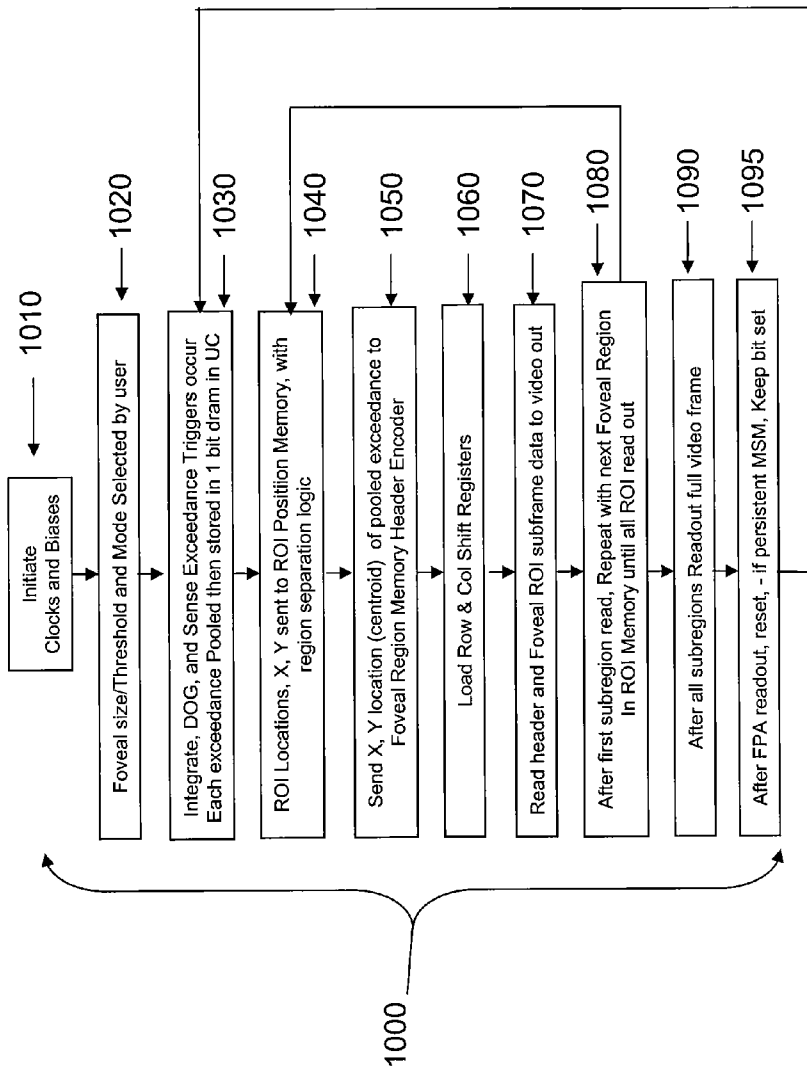 Initiate
Clocks and Biases
1010
Foveal size/Threshold and Mode Selected by user
1020
Integrate, DOG, and Sense Exceedance Triggers occur
Each exceedance Pooled then stored in 1 bit dram in UC
1030
ROI Locations, X, Y sent to ROI Positiion Memory, with
region separation logic
1040
Send X, Y location (centroid) of pooled exceedance to
Foveal Region Memory Header Encoder
1050
Load Row & Col Shift Registers
1060
Read header and Foveal ROI subframe data to video out
1070
After first subregion read, Repeat with next Foveal Region
In ROI Memory until all ROI read out
1080
After all subregions Readout full video frame
1090
After FPA readout, reset, - if persistent MSM, Keep bit set
1095
1000